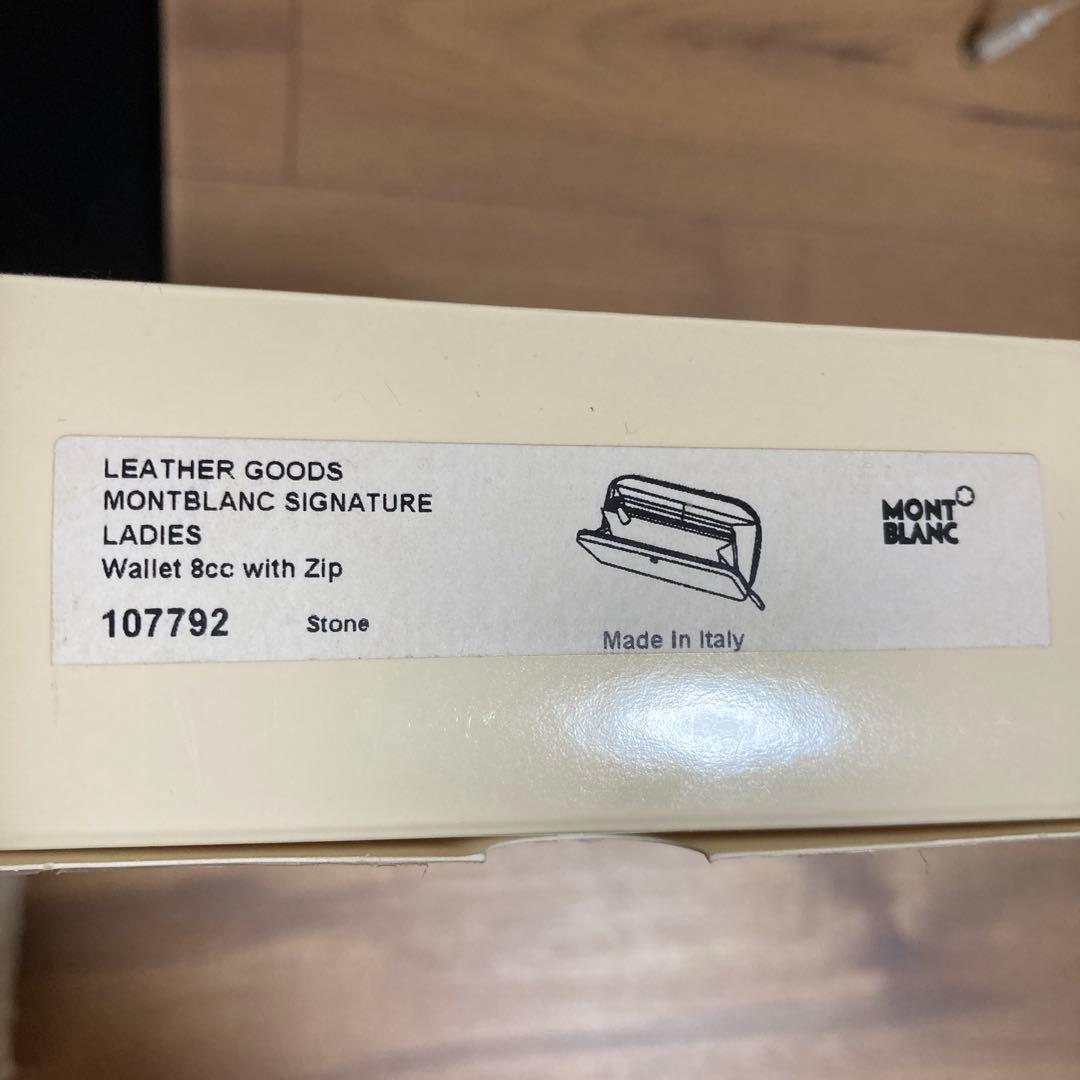 LEATHER GOODS
MONTBLANC SIGNATURE
LADIES
Wallet 8cc with Zip
107792 Stone
Made In Italy
MONT
BLANC